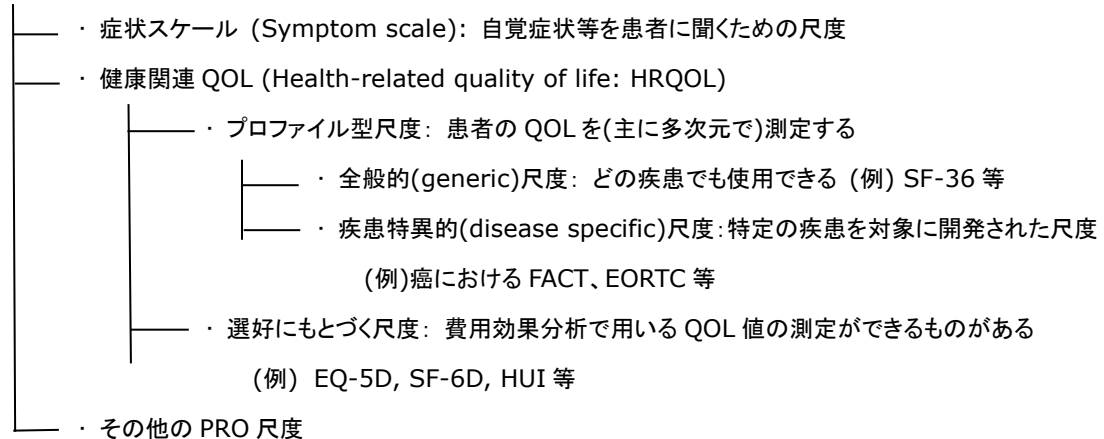 · 症状スケール (Symptom scale): 自覚症状等を患者に聞くための尺度
· 健康関連 QOL (Health-related quality of life: HRQOL)
· プロファイル型尺度: 患者の QOL を(主に多次元で)測定する
· 全般的(generic)尺度: どの疾患でも使用できる (例) SF-36 等
· 疾患特異的(disease specific)尺度:特定の疾患を対象に開発された尺度
(例)癌における FACT、EORTC 等
· 選好にもとづく尺度: 費用効果分析で用いる QOL 値の測定ができるものがある
(例) EQ-5D, SF-6D, HUI 等
· その他の PRO 尺度